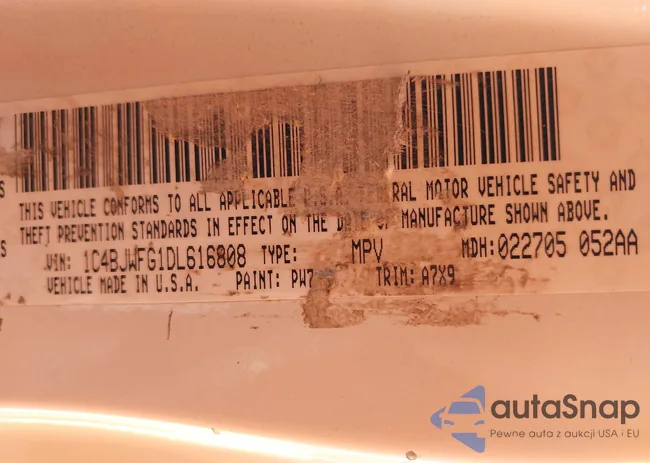 THIS VEHICLE CONFORMS TO ALL APPLICABLE RAL MOTOR VEHICLE SAFETY AND
THEFT PREVENTION STANDARDS IN EFFECT ON THE DATE OF MANUFACTURE SHOWN ABOVE.
VIN: 1C4BJWFG1DL616808 TYPE: MPV MDH: 022705 052AA
VEHICLE MADE IN U.S.A. PAINT: PW7 TRIM: A7X9
autaSnap
Pewne auta z aukcji USA i EU